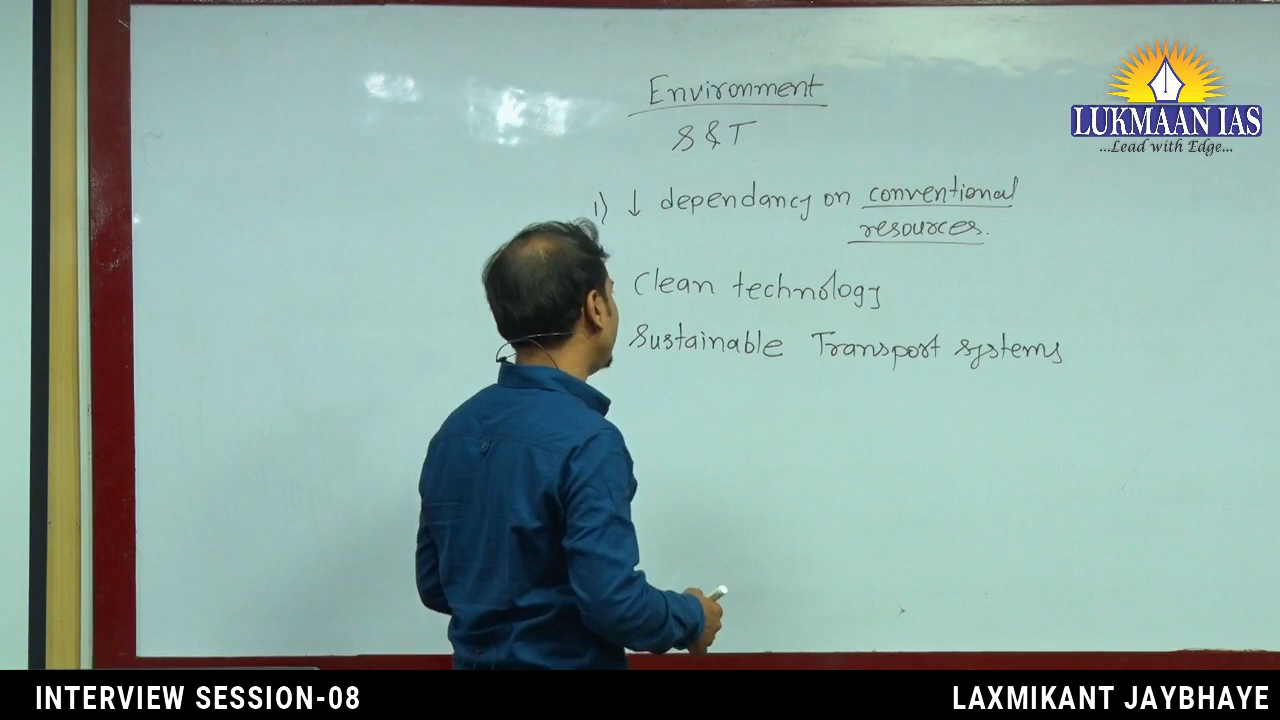 Environment
S & T
1) ↓ dependancy on conventional
resources.
Clean technology
Sustainable Transport systems
LUKMAAN IAS
...Lead with Edge...
INTERVIEW SESSION-08
LAXMIKANT JAYBHAYE